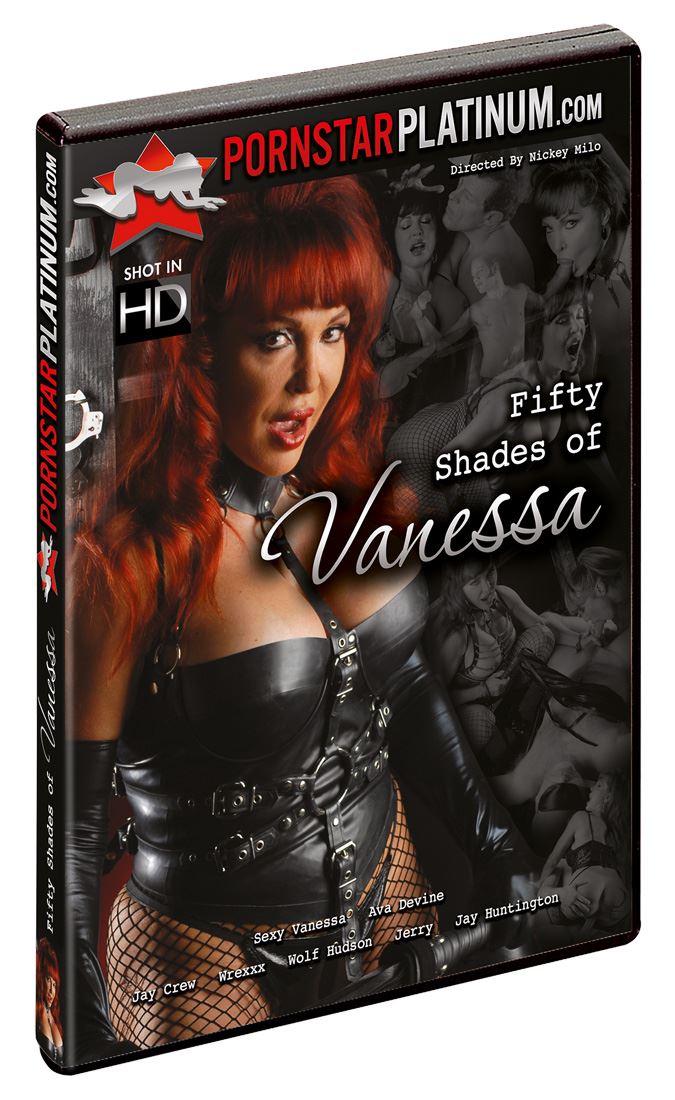 PORNSTARPLATINUM.COM
Directed By Nickey Milo
SHOT IN
HD
Fifty
Shades of
Vanessa
Sexy Vanessa Ava Devine
Jay Crew Wrexxx Wolf Hudson Jerry Jay Huntington
PORNSTARPLATINUM.COM
Fifty Shades of Vanessa